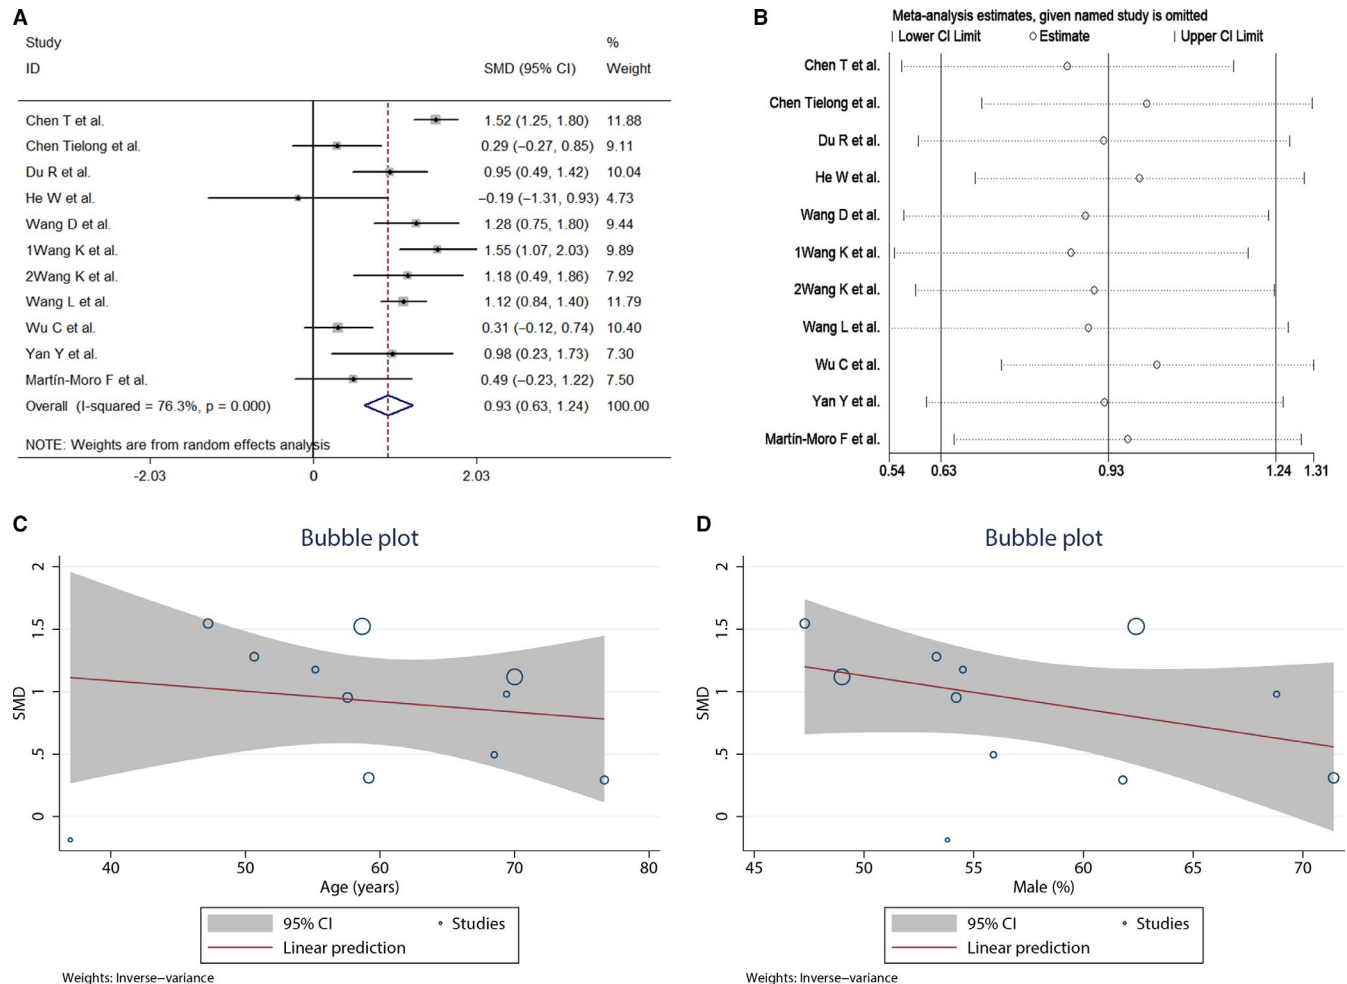 A
Study %
ID SMD (95% CI) Weight
Chen T et al. 1.52 (1.25, 1.80) 11.88
Chen Tielong et al. 0.29 (−0.27, 0.85) 9.11
Du R et al. 0.95 (0.49, 1.42) 10.04
He W et al. −0.19 (−1.31, 0.93) 4.73
Wang D et al. 1.28 (0.75, 1.80) 9.44
1Wang K et al. 1.55 (1.07, 2.03) 9.89
2Wang K et al. 1.18 (0.49, 1.86) 7.92
Wang L et al. 1.12 (0.84, 1.40) 11.79
Wu C et al. 0.31 (−0.12, 0.74) 10.40
Yan Y et al. 0.98 (0.23, 1.73) 7.30
Martín-Moro F et al. 0.49 (−0.23, 1.22) 7.50
Overall (I-squared = 76.3%, p = 0.000) 0.93 (0.63, 1.24) 100.00
NOTE: Weights are from random effects analysis
-2.03 0 2.03
B
Meta-analysis estimates, given named study is omitted
Lower CI Limit Estimate Upper CI Limit
Chen T et al.
Chen Tielong et al.
Du R et al.
He W et al.
Wang D et al.
1Wang K et al.
2Wang K et al.
Wang L et al.
Wu C et al.
Yan Y et al.
Martín-Moro F et al.
0.54 0.63 0.93 1.24 1.31
C
Bubble plot
2
1.5
1
.5
0
SMD
40 50 60 70 80
Age (years)
95% CI Studies
Linear prediction
Weights: Inverse−variance
D
Bubble plot
2
1.5
1
.5
0
SMD
45 50 55 60 65 70
Male (%)
95% CI Studies
Linear prediction
Weights: Inverse−variance